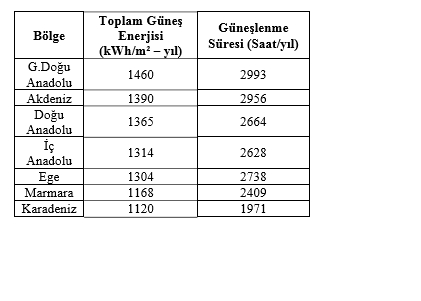 Bölge
Toplam Güneş
Enerjisi
(kWh/m² – yıl)
Güneşlenme
Süresi (Saat/yıl)
G.Doğu
Anadolu
1460
2993
Akdeniz
1390
2956
Doğu
Anadolu
1365
2664
İç
Anadolu
1314
2628
Ege
1304
2738
Marmara
1168
2409
Karadeniz
1120
1971